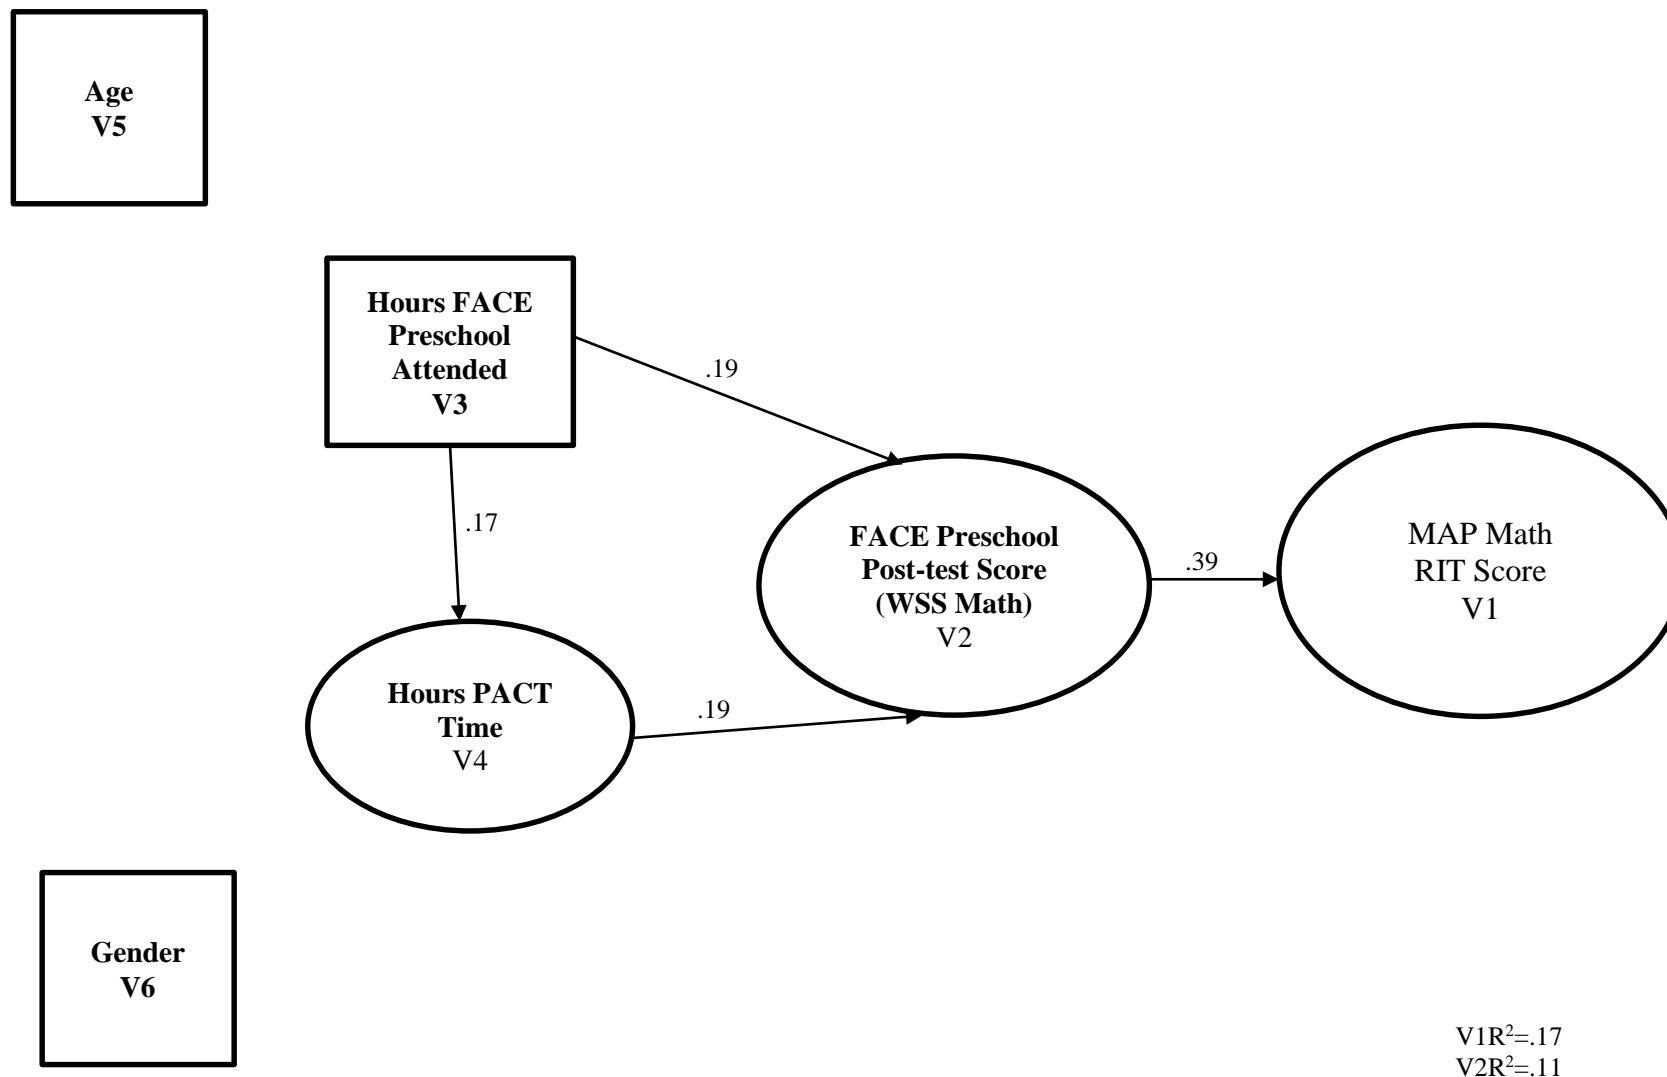 Age
V5
Hours FACE
Preschool
Attended
V3
.19
.17
FACE Preschool
Post-test Score
(WSS Math)
V2
.39
MAP Math
RIT Score
V1
Hours PACT
Time
V4
.19
Gender
V6
V1R²=.17
V2R²=.11